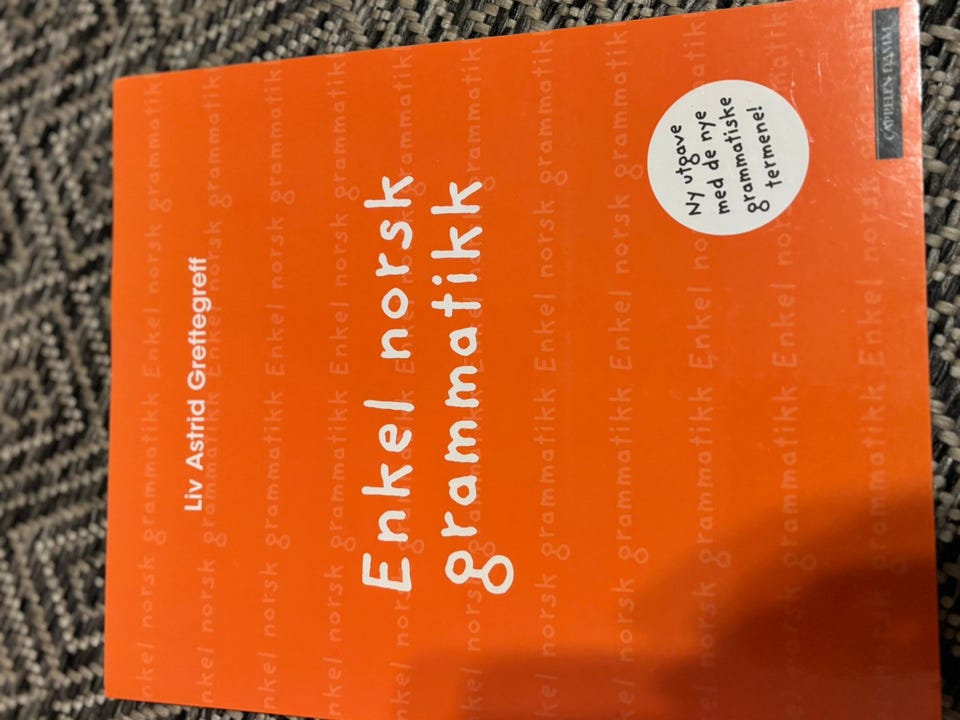 Liv Astrid Greftegreff
Enkel norsk
grammatikk
Ny utgave
med de nye
grammatiske
termene!
CAPPELEN DAMM